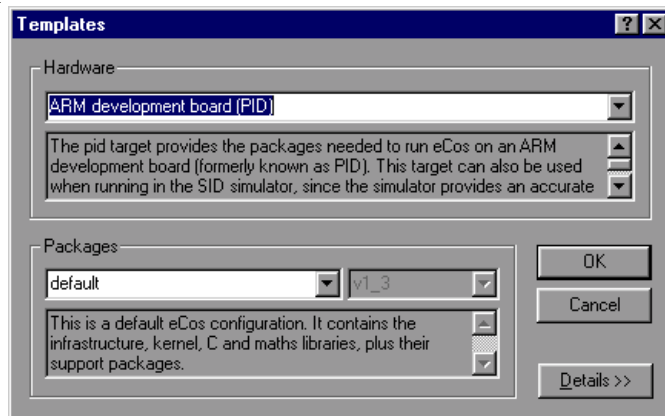 Templates
Hardware
ARM development board (PID)
The pid target provides the packages needed to run eCos on an ARM
development board (formerly known as PID). This target can also be used
when running in the SID simulator, since the simulator provides an accurate
Packages
default
v1_3
This is a default eCos configuration. It contains the
infrastructure, kernel, C and maths libraries, plus their
support packages.
OK
Cancel
Details >>